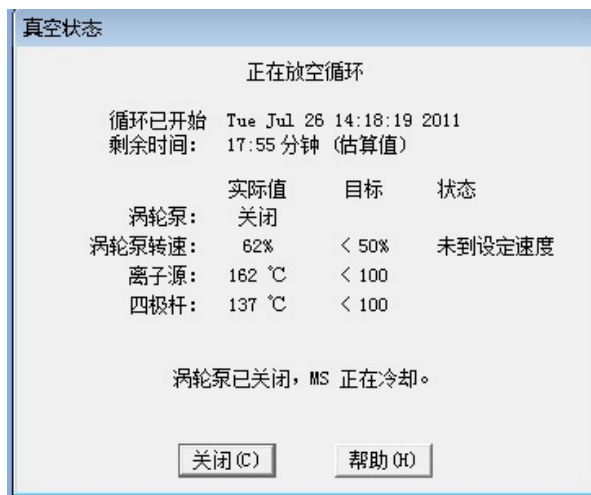 真空状态
正在放空循环
循环已开始 Tue Jul 26 14:18:19 2011
剩余时间: 17:55 分钟 (估算值)
实际值 目标 状态
涡轮泵: 关闭
涡轮泵转速: 62% < 50% 未到设定速度
离子源: 162 ℃ < 100
四极杆: 137 ℃ < 100
涡轮泵已关闭,MS 正在冷却。
关闭(C) 帮助(H)